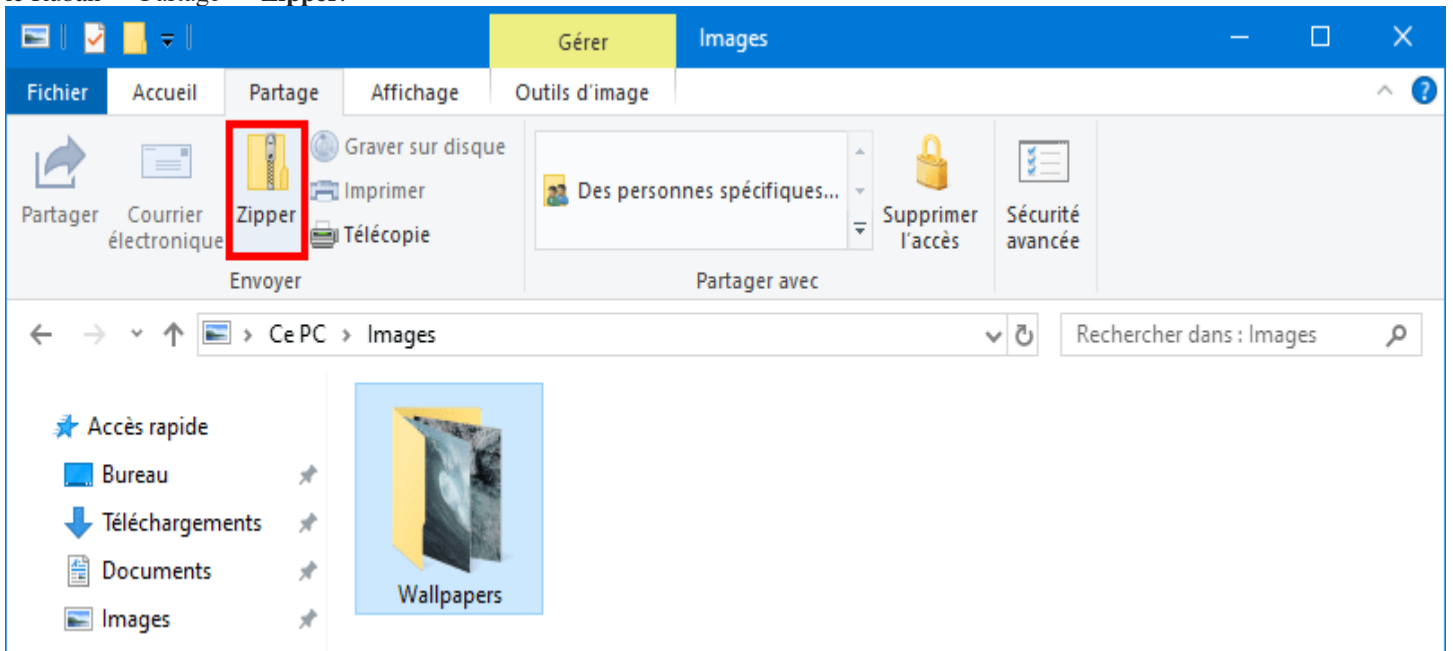 Gérer Images
Fichier Accueil Partage Affichage Outils d'image
Partager
Courrier électronique
Zipper
Graver sur disque
Imprimer
Télécopie
Envoyer
Des personnes spécifiques...
Supprimer l'accès
Sécurité avancée
Partager avec
Ce PC > Images
Rechercher dans : Images
Accès rapide
Bureau
Téléchargements
Documents
Images
Wallpapers